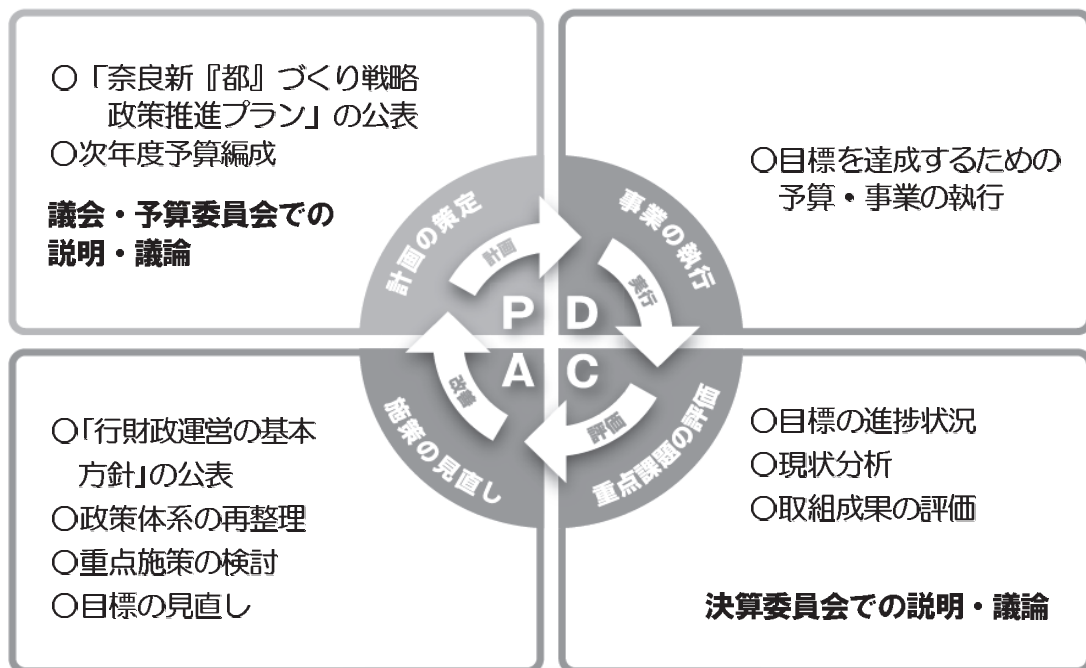 ○「奈良新『都』づくり戦略
政策推進プラン」の公表
○次年度予算編成
議会・予算委員会での
説明・議論
○目標を達成するための
予算・事業の執行
計画の策定
事業の執行
計画
実行
P D
A C
改善
評価
施策の見直し
重点課題の評価
○「行財政運営の基本
方針」の公表
○政策体系の再整理
○重点施策の検討
○目標の見直し
○目標の進捗状況
○現状分析
○取組成果の評価
決算委員会での説明・議論